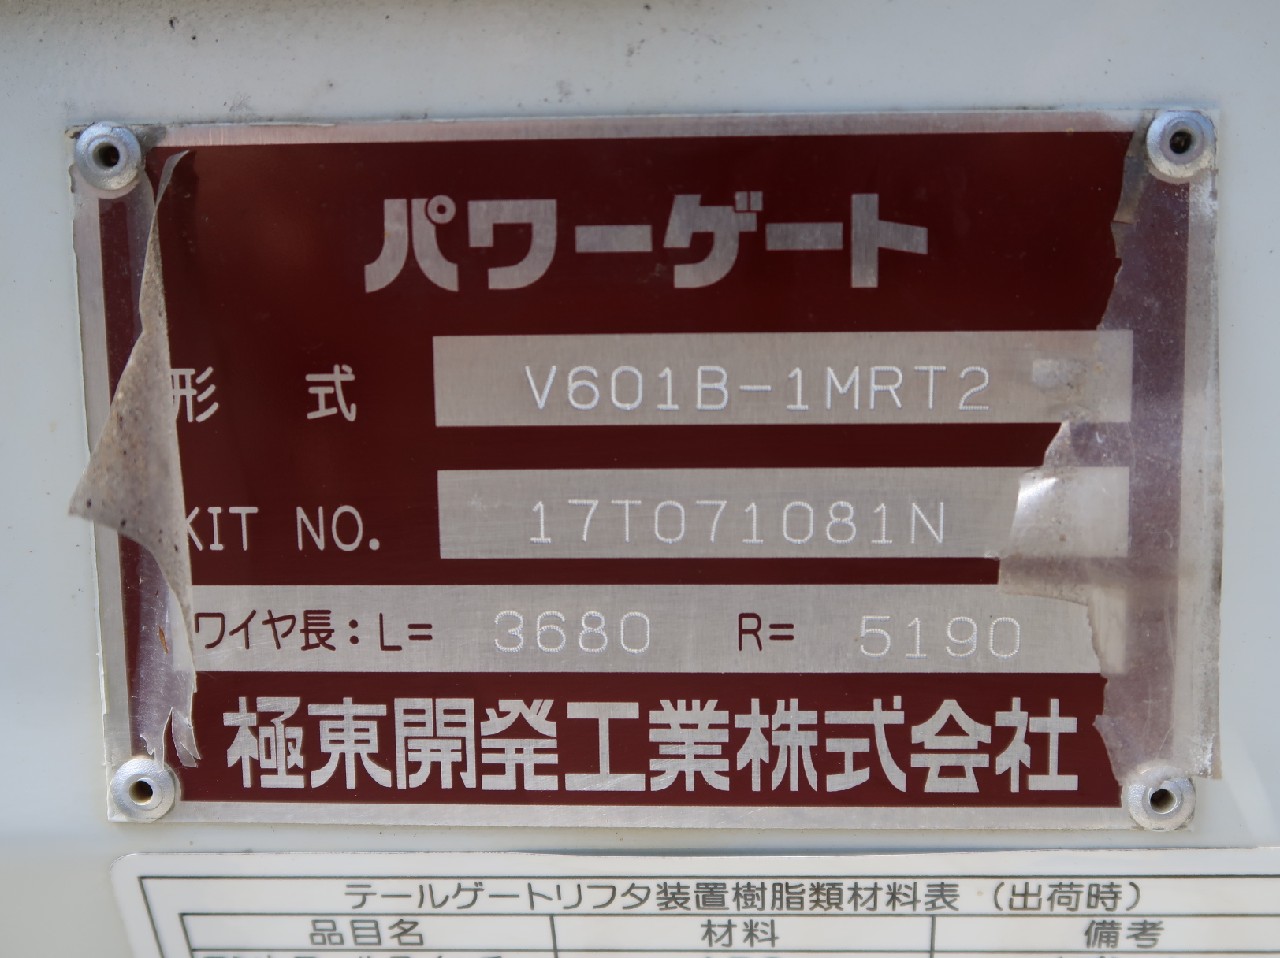 パワーゲート
形 式 V601B-1MRT2
KIT NO. 17T071081N
ワイヤ長：L= 3680 R= 5190
極東開発工業株式会社
テールゲートリフタ装置樹脂類材料表（出荷時）
品目名 材料 備考